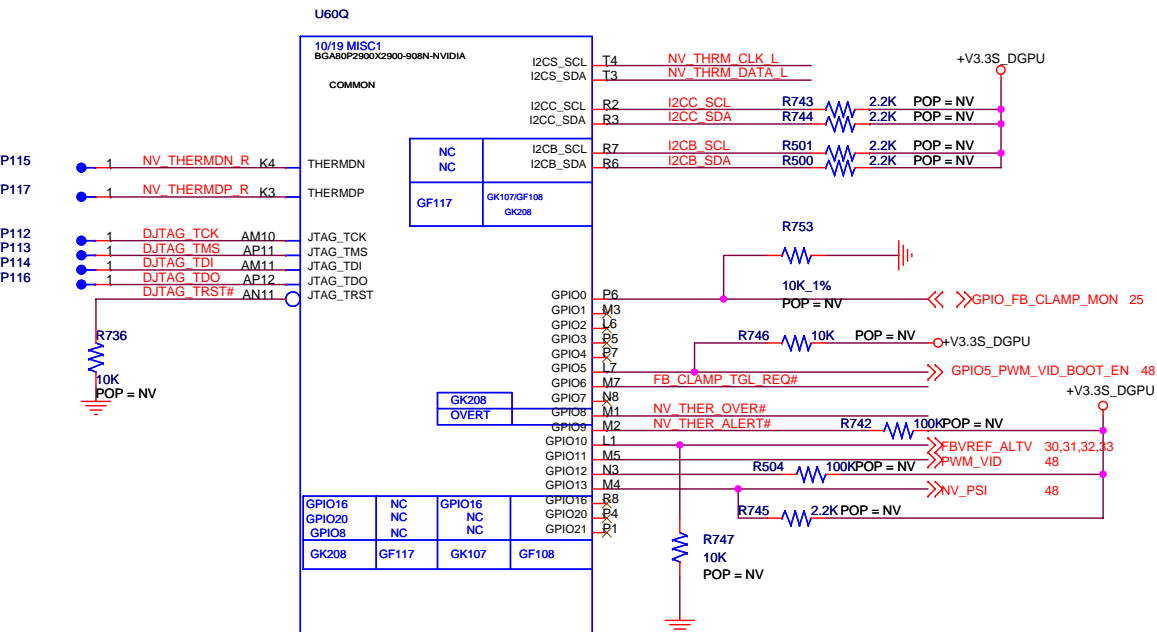 U60Q
10/19 MISC1
BGA80P2900X2900-908N-NVIDIA
COMMON
I2CS_SCL T4 NV_THRM_CLK_L
I2CS_SDA T3 NV_THRM_DATA_L
+V3.3S_DGPU
I2CC_SCL R2 I2CC_SCL R743 2.2K POP = NV
I2CC_SDA R3 I2CC_SDA R744 2.2K POP = NV
NC I2CB_SCL R7 I2CB_SCL R501 2.2K POP = NV
NC I2CB_SDA R6 I2CB_SDA R500 2.2K POP = NV
P115 1 NV_THERMDN_R K4 THERMDN
P117 1 NV_THERMDP_R K3 THERMDP
GF117 GK107/GF108
GK208
P112 1 DJTAG_TCK AM10 JTAG_TCK
P113 1 DJTAG_TMS AP11 JTAG_TMS
P114 1 DJTAG_TDI AM11 JTAG_TDI
P116 1 DJTAG_TDO AP12 JTAG_TDO
DJTAG_TRST# AN11 JTAG_TRST
R753
10K_1%
POP = NV
GPIO0 P6 GPIO_FB_CLAMP_MON 25
GPIO1 M3
GPIO2 L6
GPIO3 P5
GPIO4 P7
R746 10K POP = NV +V3.3S_DGPU
GPIO5 L7 GPIO5_PWM_VID_BOOT_EN 48
GPIO6 M7 FB_CLAMP_TGL_REQ#
+V3.3S_DGPU
R736
10K
POP = NV
GK208 GPIO7 N8
OVERT GPIO8 M1 NV_THER_OVER#
GPIO9 M2 NV_THER_ALERT# R742 100K POP = NV
GPIO10 L1 FBVREF_ALTV 30,31,32,33
GPIO11 M5 PWM_VID 48
GPIO12 N3 R504 100K POP = NV
GPIO13 M4 NV_PSI 48
GPIO16 R8
GPIO20 P4 R745 2.2K POP = NV
GPIO21 P1
GPIO16 NC GPIO16
GPIO20 NC NC
GPIO8 NC NC
GK208 GF117 GK107 GF108
R747
10K
POP = NV